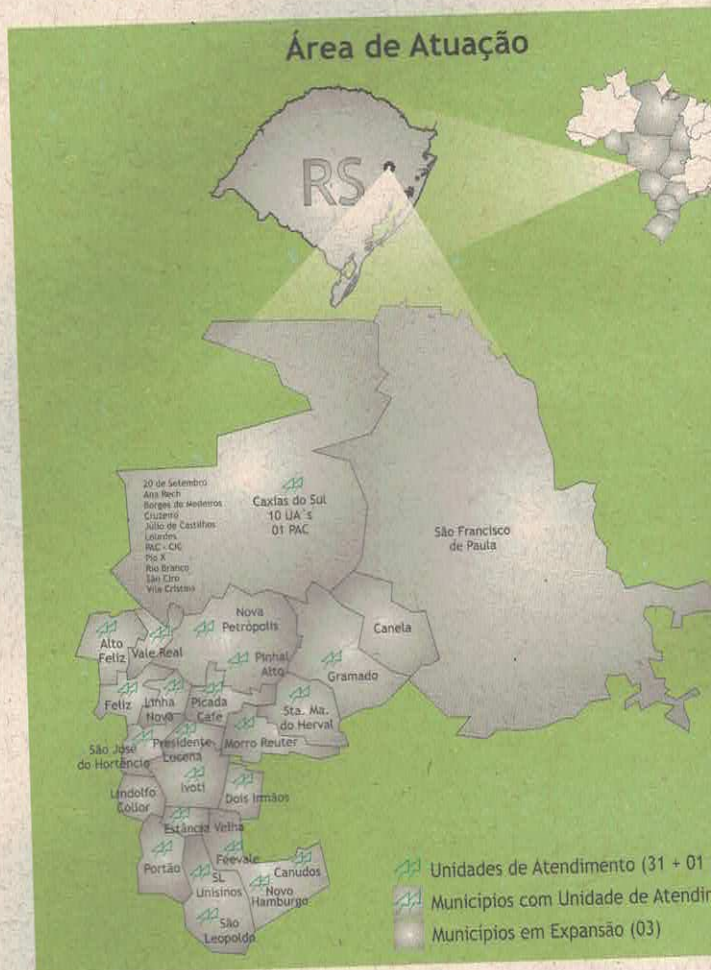 Área de Atuação
RS
20 de Setembro
Ana Rech
Borges de Medeiros
Cruzeiro
Júlio de Castilhos
Lourdes
PAC - CIC
Pio X
Rio Branco
São Ciro
Vila Cristina
Caxias do Sul
10 UA´s
01 PAC
São Francisco
de Paula
Nova
Petrópolis
Canela
Alto
Feliz
Vale Real
Pinhal
Alto
Gramado
Feliz
Linha
Nova
Picada
Café
Sta. Ma.
do Herval
São José
do Hortêncio
Presidente
Lucena
Morro Reuter
Ivoti
Lindolfo
Collor
Dois Irmãos
Estância Velha
Portão
Feevale
SL
Unisinos
Canudos
Novo
Hamburgo
São
Leopoldo
Unidades de Atendimento (31 + 01
Municípios com Unidade de Atendi
Municípios em Expansão (03)